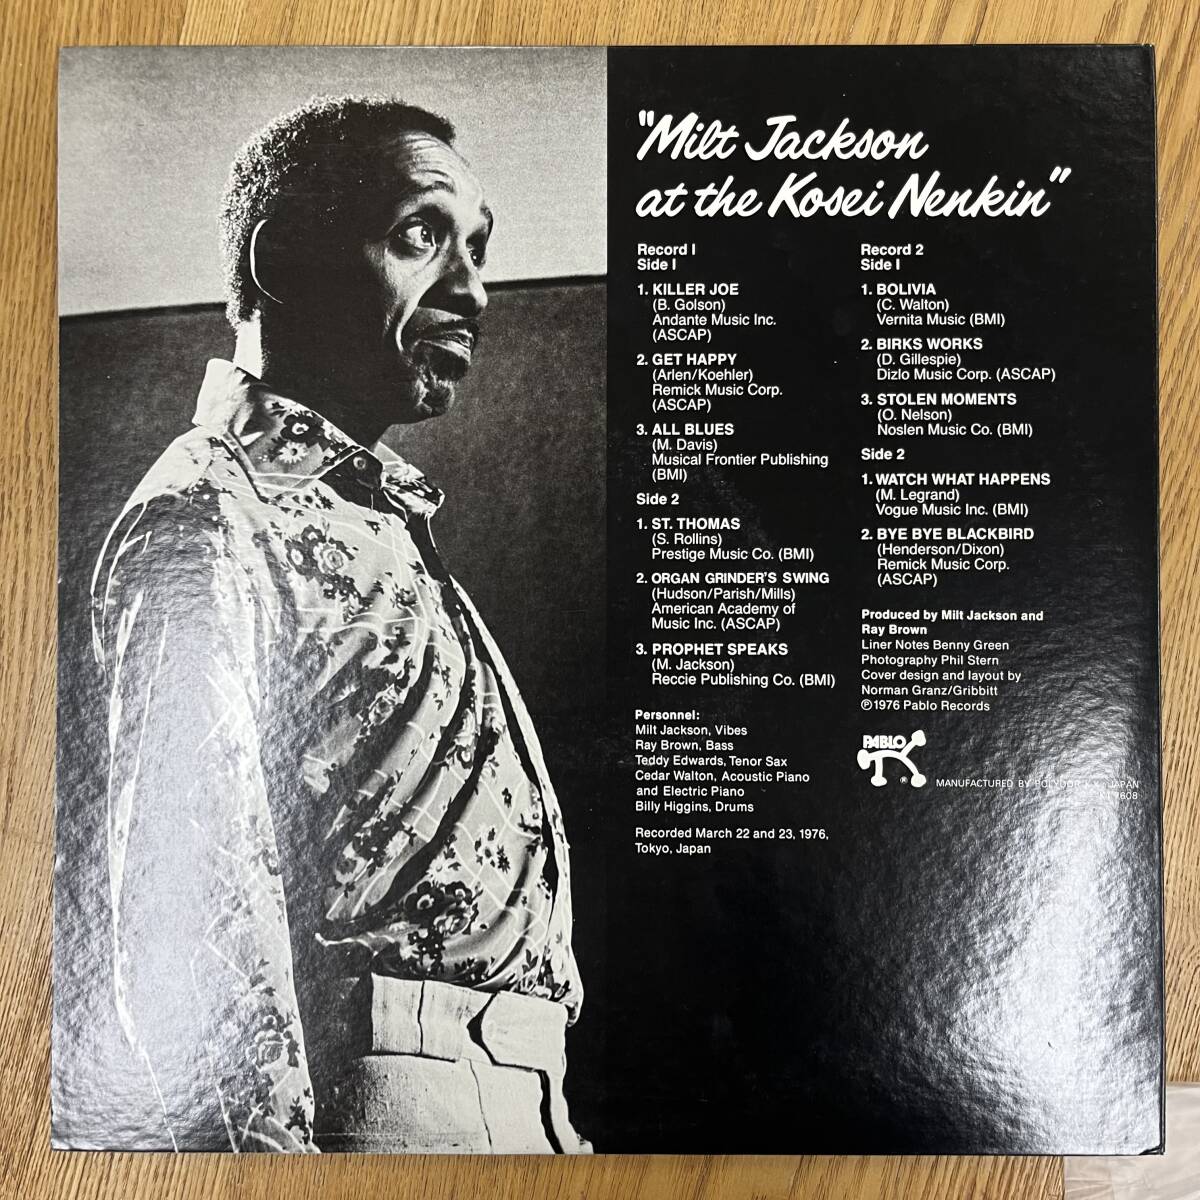 "Milt Jackson
at the Kosei Nenkin"
Record I
Side I
1. KILLER JOE
(B. Golson)
Andante Music Inc.
(ASCAP)
2. GET HAPPY
(Arlen/Koehler)
Remick Music Corp.
(ASCAP)
3. ALL BLUES
(M. Davis)
Musical Frontier Publishing
(BMI)
Side 2
1. ST. THOMAS
(S. Rollins)
Prestige Music Co. (BMI)
2. ORGAN GRINDER'S SWING
(Hudson/Parish/Mills)
American Academy of
Music Inc. (ASCAP)
3. PROPHET SPEAKS
(M. Jackson)
Reccie Publishing Co. (BMI)
Personnel:
Milt Jackson, Vibes
Ray Brown, Bass
Teddy Edwards, Tenor Sax
Cedar Walton, Acoustic Piano
and Electric Piano
Billy Higgins, Drums
Recorded March 22 and 23, 1976,
Tokyo, Japan
Record 2
Side I
1. BOLIVIA
(C. Walton)
Vernita Music (BMI)
2. BIRKS WORKS
(D. Gillespie)
Dizlo Music Corp. (ASCAP)
3. STOLEN MOMENTS
(O. Nelson)
Noslen Music Co. (BMI)
Side 2
1. WATCH WHAT HAPPENS
(M. Legrand)
Vogue Music Inc. (BMI)
2. BYE BYE BLACKBIRD
(Henderson/Dixon)
Remick Music Corp.
(ASCAP)
Produced by Milt Jackson and
Ray Brown
Liner Notes Benny Green
Photography Phil Stern
Cover design and layout by
Norman Granz/Gribbitt
℗1976 Pablo Records
PABLO
®
MANUFACTURED BY POLYDOR K.K., JAPAN